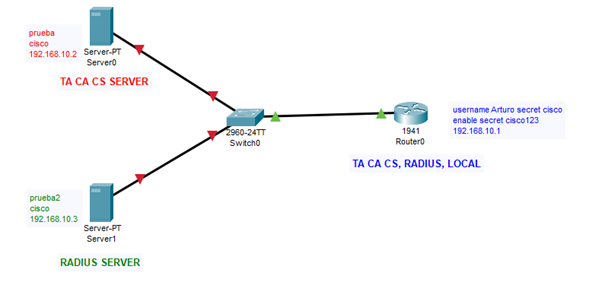 prueba
cisco
192.168.10.2
Server-PT
Server0
TA CA CS SERVER
2960-24TT
Switch0
1941
Router0
username Arturo secret cisco
enable secret cisco123
192.168.10.1
TA CA CS, RADIUS, LOCAL
prueba2
cisco
192.168.10.3
Server-PT
Server1
RADIUS SERVER